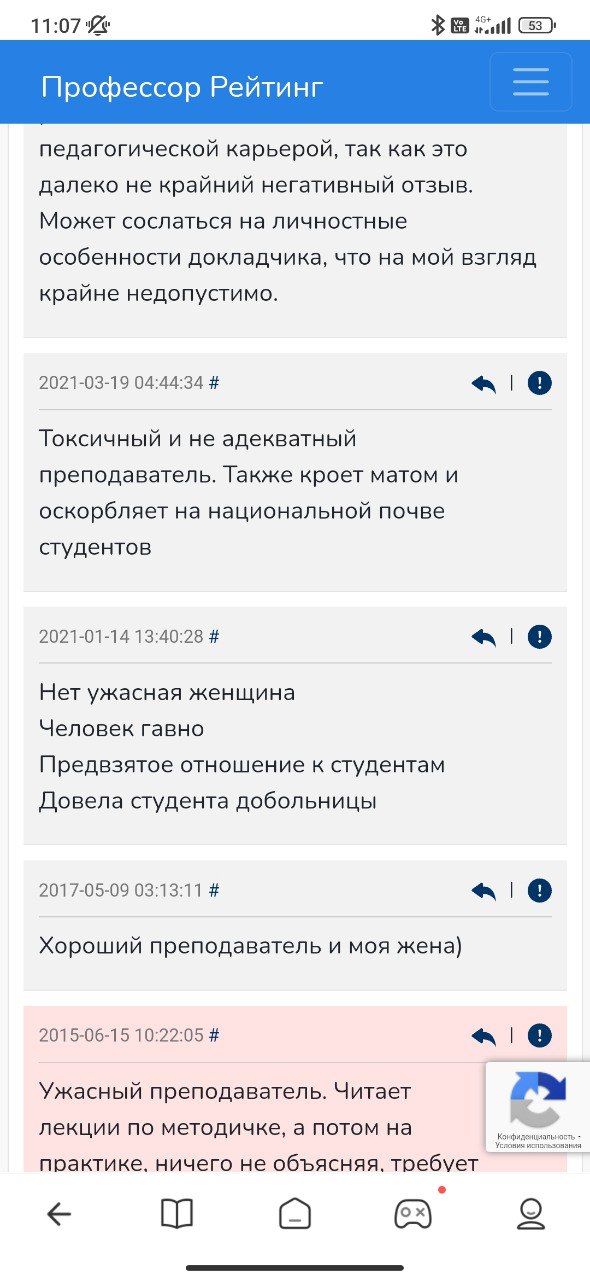 11:07
Vo LTE 4G+ 53
Профессор Рейтинг
педагогической карьерой, так как это
далеко не крайний негативный отзыв.
Может сослаться на личностные
особенности докладчика, что на мой взгляд
крайне недопустимо.
2021-03-19 04:44:34 # | !
Токсичный и не адекватный
преподаватель. Также кроет матом и
оскорбляет на национальной почве
студентов
2021-01-14 13:40:28 # | !
Нет ужасная женщина
Человек гавно
Предвзятое отношение к студентам
Довела студента добольницы
2017-05-09 03:13:11 # | !
Хороший преподаватель и моя жена)
2015-06-15 10:22:05 # | !
Ужасный преподаватель. Читает
лекции по методичке, а потом на
практике, ничего не объясняя, требует
Конфиденциальность -
Условия использования